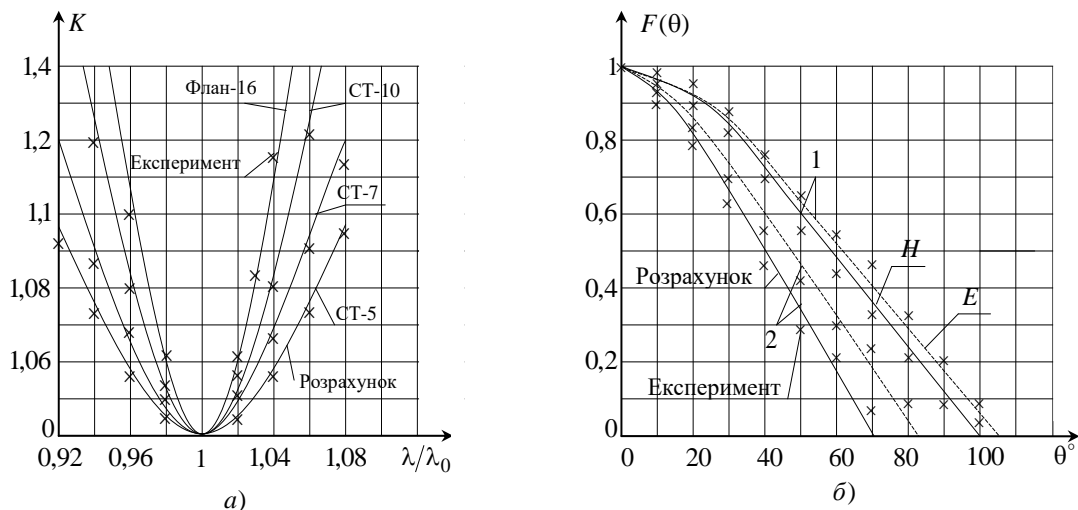 K
1,4
1,2
1,1
1,08
1,06
0
0,92
0,96
1
1,04
1,08
λ/λ₀
Флан-16
СТ-10
Експеримент
СТ-7
СТ-5
Розрахунок
а)
F(θ)
1
0,8
0,6
0,4
0,2
0
0
20
40
60
80
100
θ°
1
H
E
Розрахунок
2
Експеримент
б)